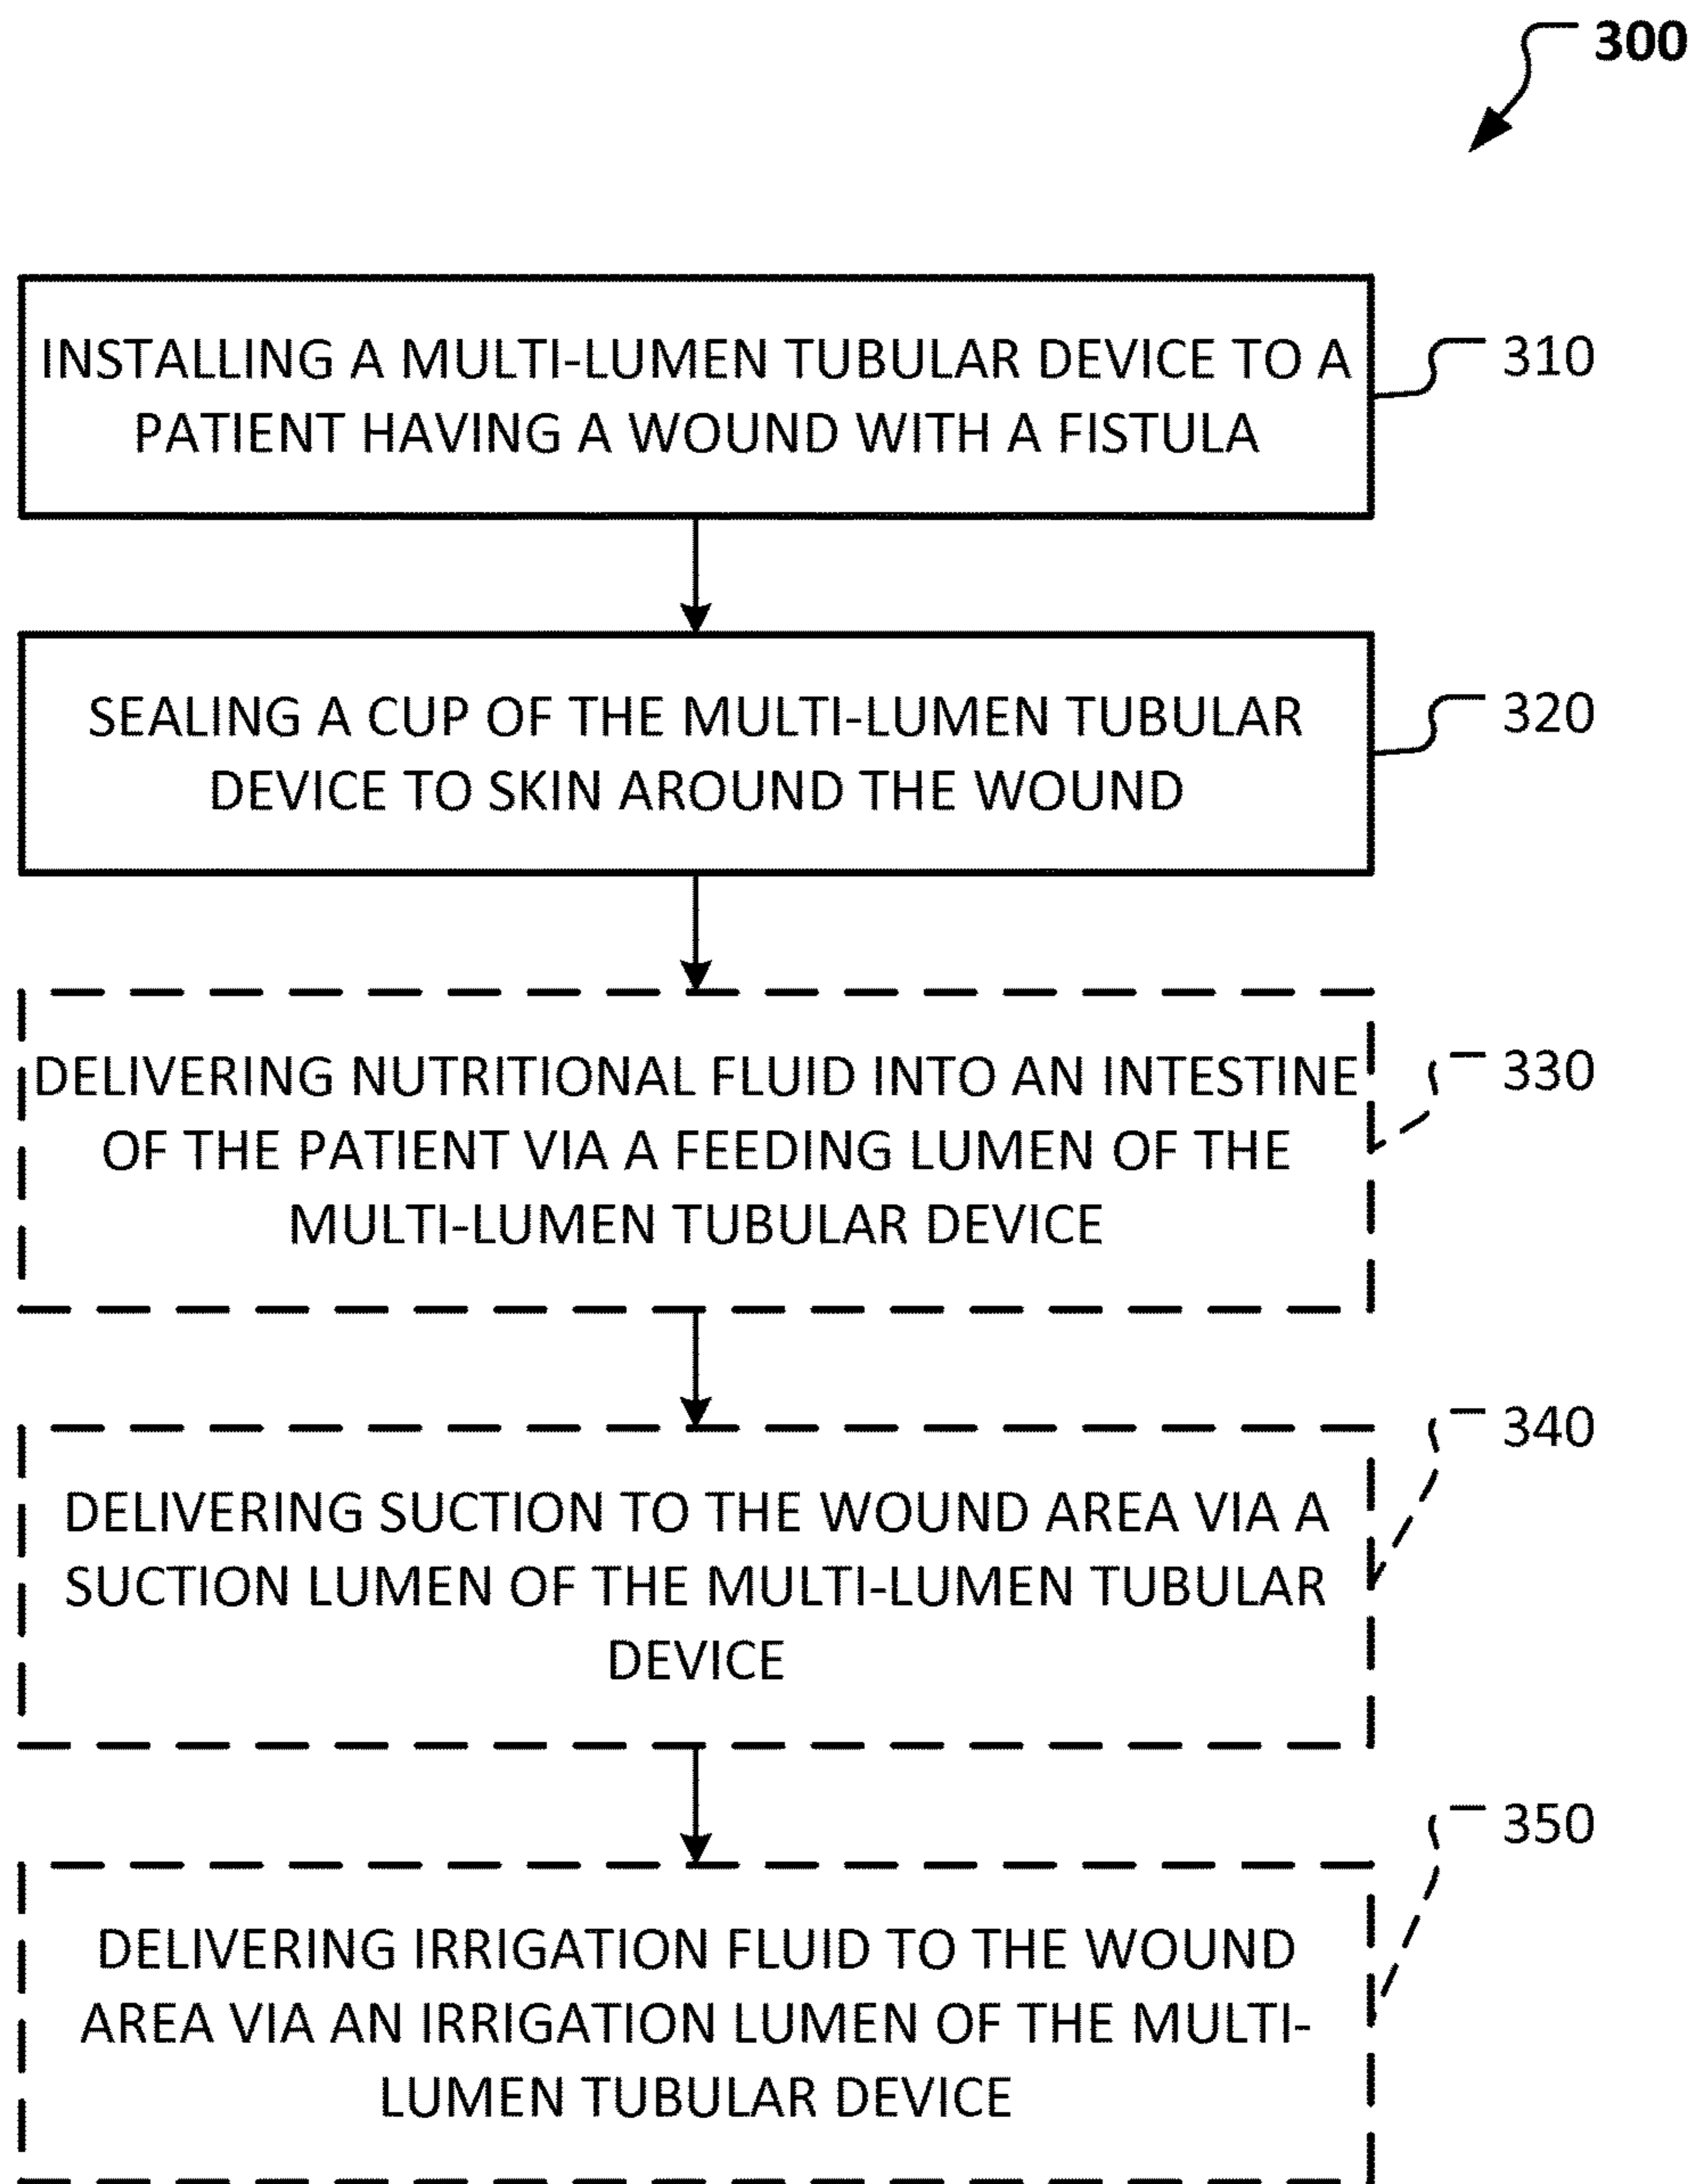 300
INSTALLING A MULTI-LUMEN TUBULAR DEVICE TO A
PATIENT HAVING A WOUND WITH A FISTULA
310
SEALING A CUP OF THE MULTI-LUMEN TUBULAR
DEVICE TO SKIN AROUND THE WOUND
320
DELIVERING NUTRITIONAL FLUID INTO AN INTESTINE
OF THE PATIENT VIA A FEEDING LUMEN OF THE
MULTI-LUMEN TUBULAR DEVICE
330
DELIVERING SUCTION TO THE WOUND AREA VIA A
SUCTION LUMEN OF THE MULTI-LUMEN TUBULAR
DEVICE
340
DELIVERING IRRIGATION FLUID TO THE WOUND
AREA VIA AN IRRIGATION LUMEN OF THE MULTI-
LUMEN TUBULAR DEVICE
350